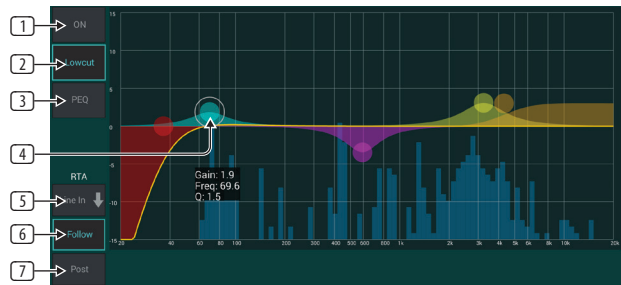 1
ON
2
Lowcut
3
PEQ
4
RTA
5
ne In
6
Follow
7
Post
15
10
5
0
-5
-10
-15
Gain: 1.9
Freq: 69.6
Q: 1.5
20 40 60 80 100 200 300 400 500 600 800 1k 2k 3k 4k 5k 6k 8k 10k 20k